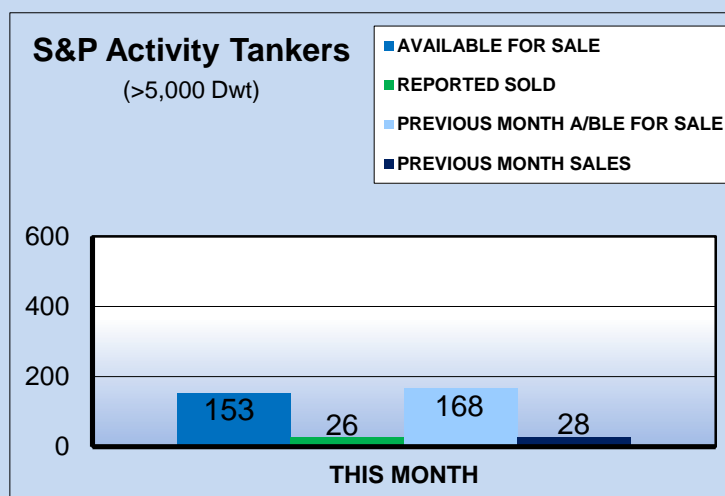 S&P Activity Tankers
(>5,000 Dwt)
AVAILABLE FOR SALE
REPORTED SOLD
PREVIOUS MONTH A/BLE FOR SALE
PREVIOUS MONTH SALES
600
400
200
0
153
26
168
28
THIS MONTH